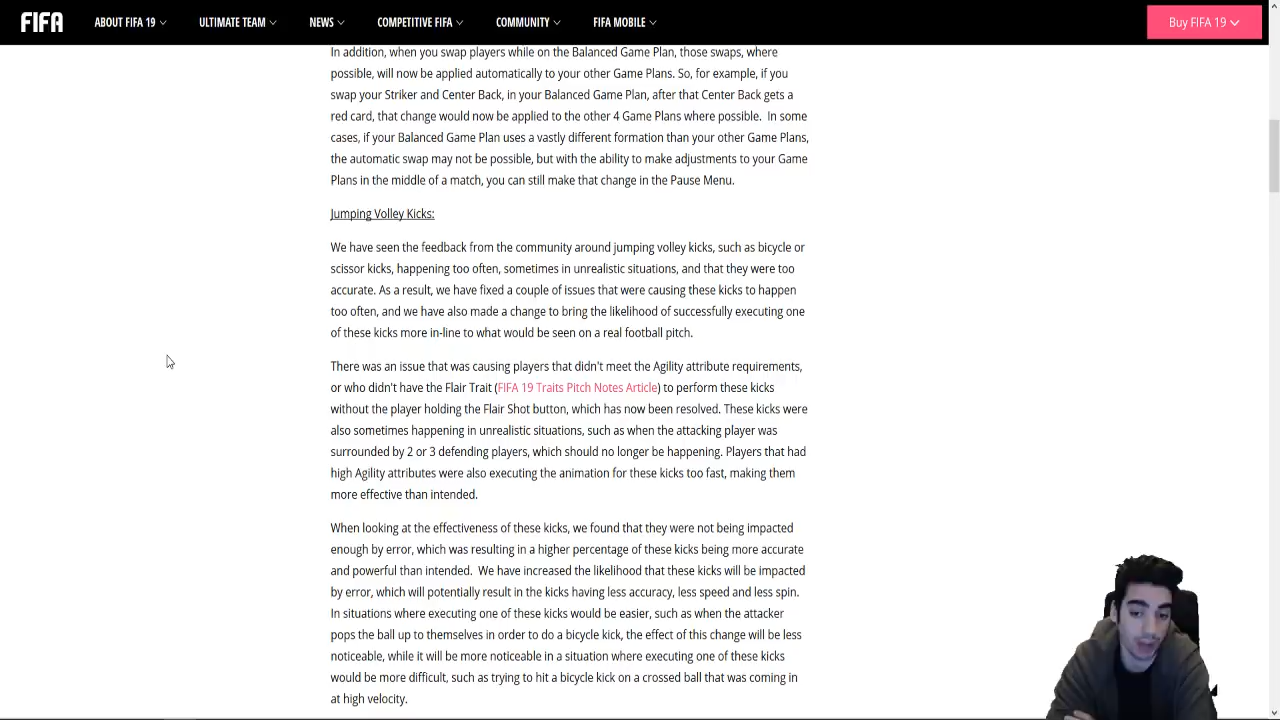 FIFA ABOUT FIFA 19 ULTIMATE TEAM NEWS COMPETITIVE FIFA COMMUNITY FIFA MOBILE Buy FIFA 19
In addition, when you swap players while on the Balanced Game Plan, those swaps, where
possible, will now be applied automatically to your other Game Plans. So, for example, if you
swap your Striker and Center Back, in your Balanced Game Plan, after that Center Back gets a
red card, that change would now be applied to the other 4 Game Plans where possible. In some
cases, if your Balanced Game Plan uses a vastly different formation than your other Game Plans,
the automatic swap may not be possible, but with the ability to make adjustments to your Game
Plans in the middle of a match, you can still make that change in the Pause Menu.
Jumping Volley Kicks:
We have seen the feedback from the community around jumping volley kicks, such as bicycle or
scissor kicks, happening too often, sometimes in unrealistic situations, and that they were too
accurate. As a result, we have fixed a couple of issues that were causing these kicks to happen
too often, and we have also made a change to bring the likelihood of successfully executing one
of these kicks more in-line to what would be seen on a real football pitch.
There was an issue that was causing players that didn't meet the Agility attribute requirements,
or who didn't have the Flair Trait (FIFA 19 Traits Pitch Notes Article) to perform these kicks
without the player holding the Flair Shot button, which has now been resolved. These kicks were
also sometimes happening in unrealistic situations, such as when the attacking player was
surrounded by 2 or 3 defending players, which should no longer be happening. Players that had
high Agility attributes were also executing the animation for these kicks too fast, making them
more effective than intended.
When looking at the effectiveness of these kicks, we found that they were not being impacted
enough by error, which was resulting in a higher percentage of these kicks being more accurate
and powerful than intended. We have increased the likelihood that these kicks will be impacted
by error, which will potentially result in the kicks having less accuracy, less speed and less spin.
In situations where executing one of these kicks would be easier, such as when the attacker
pops the ball up to themselves in order to do a bicycle kick, the effect of this change will be less
noticeable, while it will be more noticeable in a situation where executing one of these kicks
would be more difficult, such as trying to hit a bicycle kick on a crossed ball that was coming in
at high velocity.